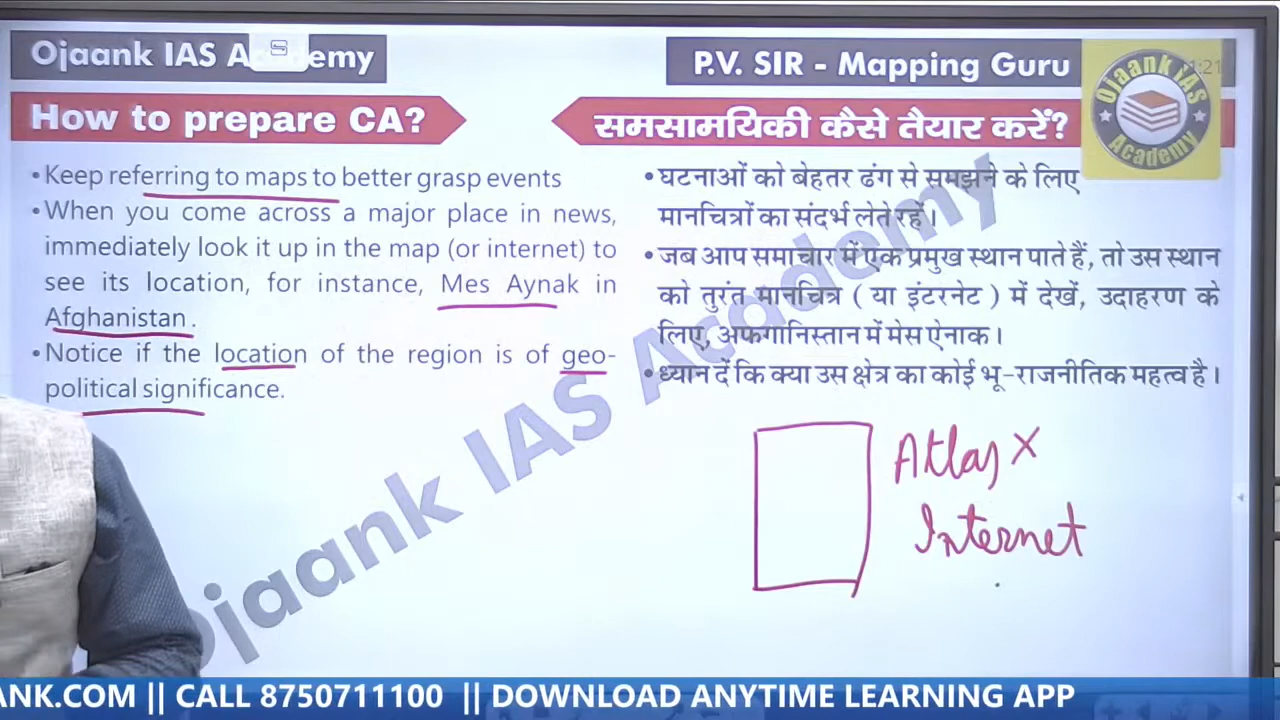 Ojaank IAS A emy
P.V. SIR - Mapping Guru
Ojaank IAS
Academy
:21
How to prepare CA?
समसामयिकी कैसे तैयार करें?
• Keep referring to maps to better grasp events
• When you come across a major place in news,
immediately look it up in the map (or internet) to
see its location, for instance, Mes Aynak in
Afghanistan.
• Notice if the location of the region is of geo-
political significance.
• घटनाओं को बेहतर ढंग से समझने के लिए
मानचित्रों का संदर्भ लेते रहें।
• जब आप समाचार में एक प्रमुख स्थान पाते हैं, तो उस स्थान
को तुरंत मानचित्र ( या इंटरनेट ) में देखें, उदाहरण के
लिए, अफगानिस्तान में मेस ऐनाक।
• ध्यान दें कि क्या उस क्षेत्र का कोई भू-राजनीतिक महत्व है।
Atlas X
Internet
Ojaank IAS Academy
ANK.COM || CALL 8750711100 || DOWNLOAD ANYTIME LEARNING APP